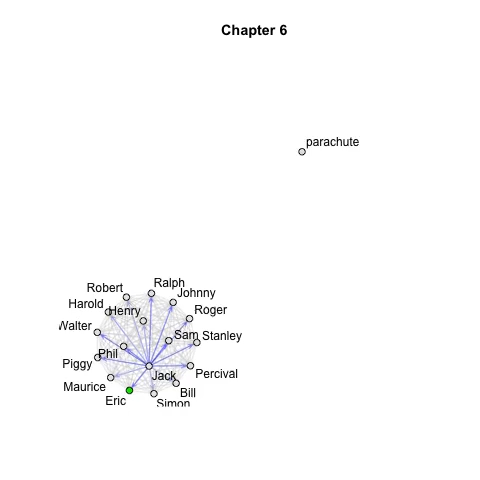 Chapter 6
parachute
Ralph
Robert
Johnny
Harold
Henry
Roger
Walter
Sam
Stanley
Phil
Piggy
Percival
Jack
Maurice
Bill
Eric
Simon